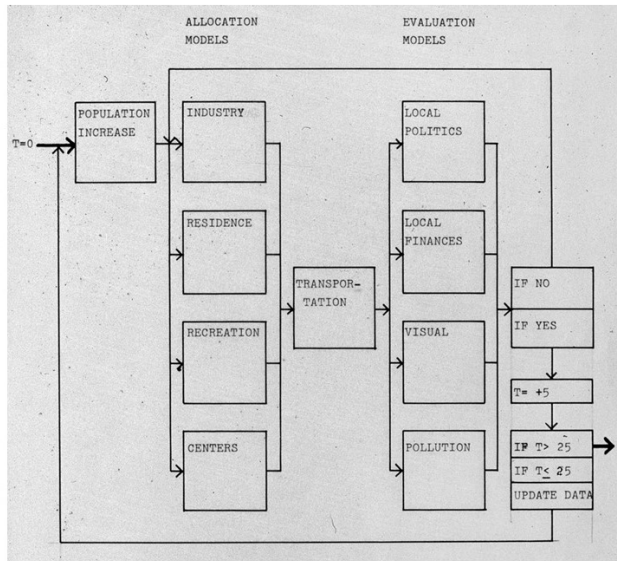 ALLOCATION
MODELS
EVALUATION
MODELS
T=0
POPULATION
INCREASE
INDUSTRY
RESIDENCE
RECREATION
CENTERS
TRANSPOR-
TATION
LOCAL
POLITICS
LOCAL
FINANCES
VISUAL
POLLUTION
IF NO
IF YES
T= +5
IF T> 25
IF T≤ 25
UPDATE DATA